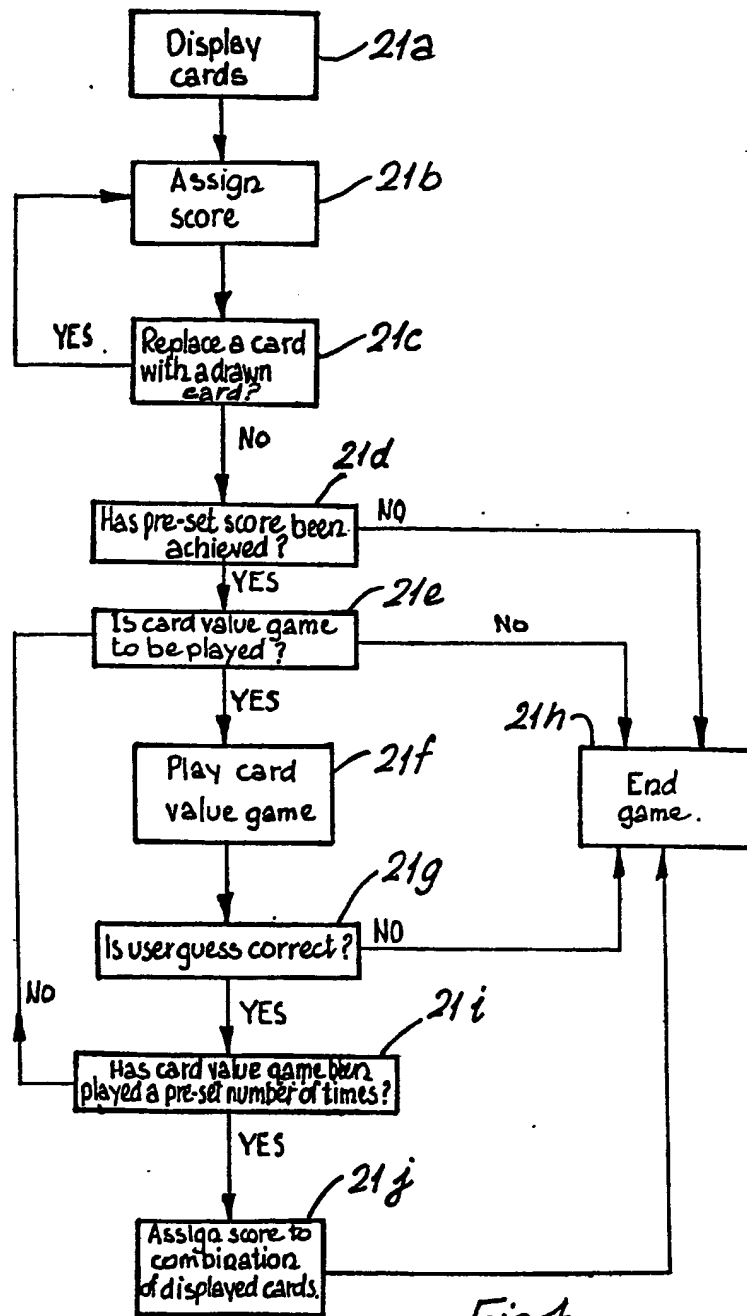 Display
cards
21a
Assign
score
21b
Replace a card
with a drawn
card?
21c
YES
NO
21d
Has pre-set score been
achieved?
NO
YES
21e
Is card value game
to be played?
No
YES
21f
Play card
value game
21h
End
game.
21g
Is user guess correct?
NO
NO
YES
21i
Has card value game been
played a pre-set number of times?
YES
21j
Assign score to
combination
of displayed cards.